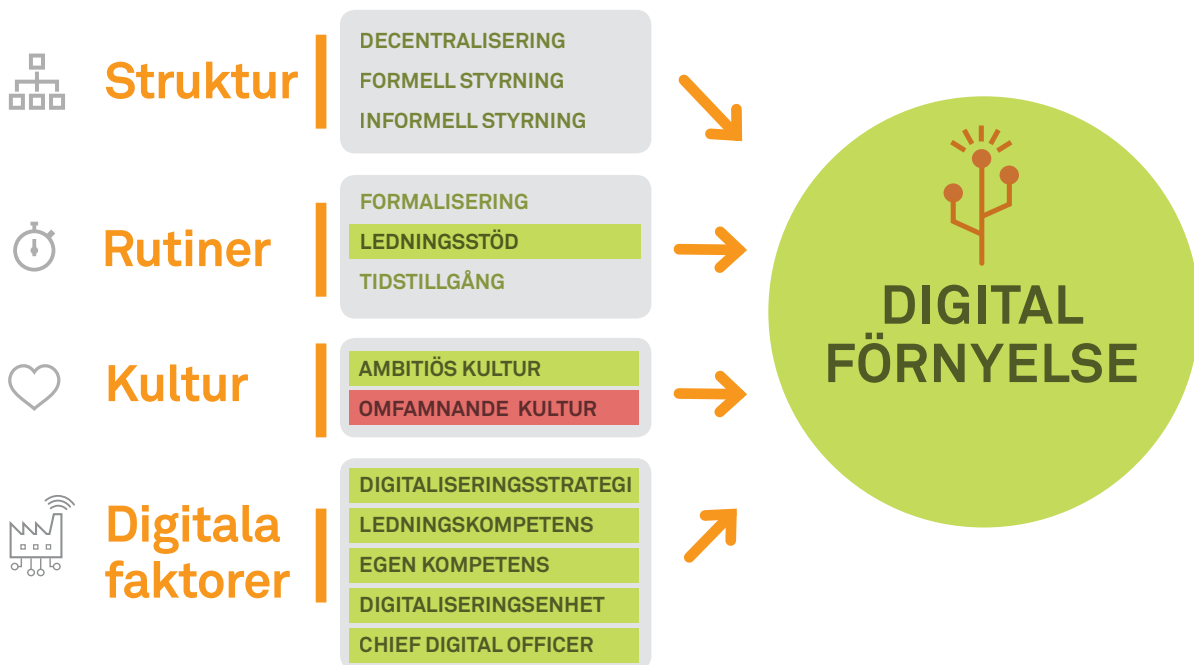 Struktur
DECENTRALISERING
FORMELL STYRNING
INFORMELL STYRNING
Rutiner
FORMALISERING
LEDNINGSSTÖD
TIDSTILLGÅNG
Kultur
AMBITIÖS KULTUR
OMFAMNANDE KULTUR
Digitala
faktorer
DIGITALISERINGSSTRATEGI
LEDNINGSKOMPETENS
EGEN KOMPETENS
DIGITALISERINGSENHET
CHIEF DIGITAL OFFICER
DIGITAL
FÖRNYELSE